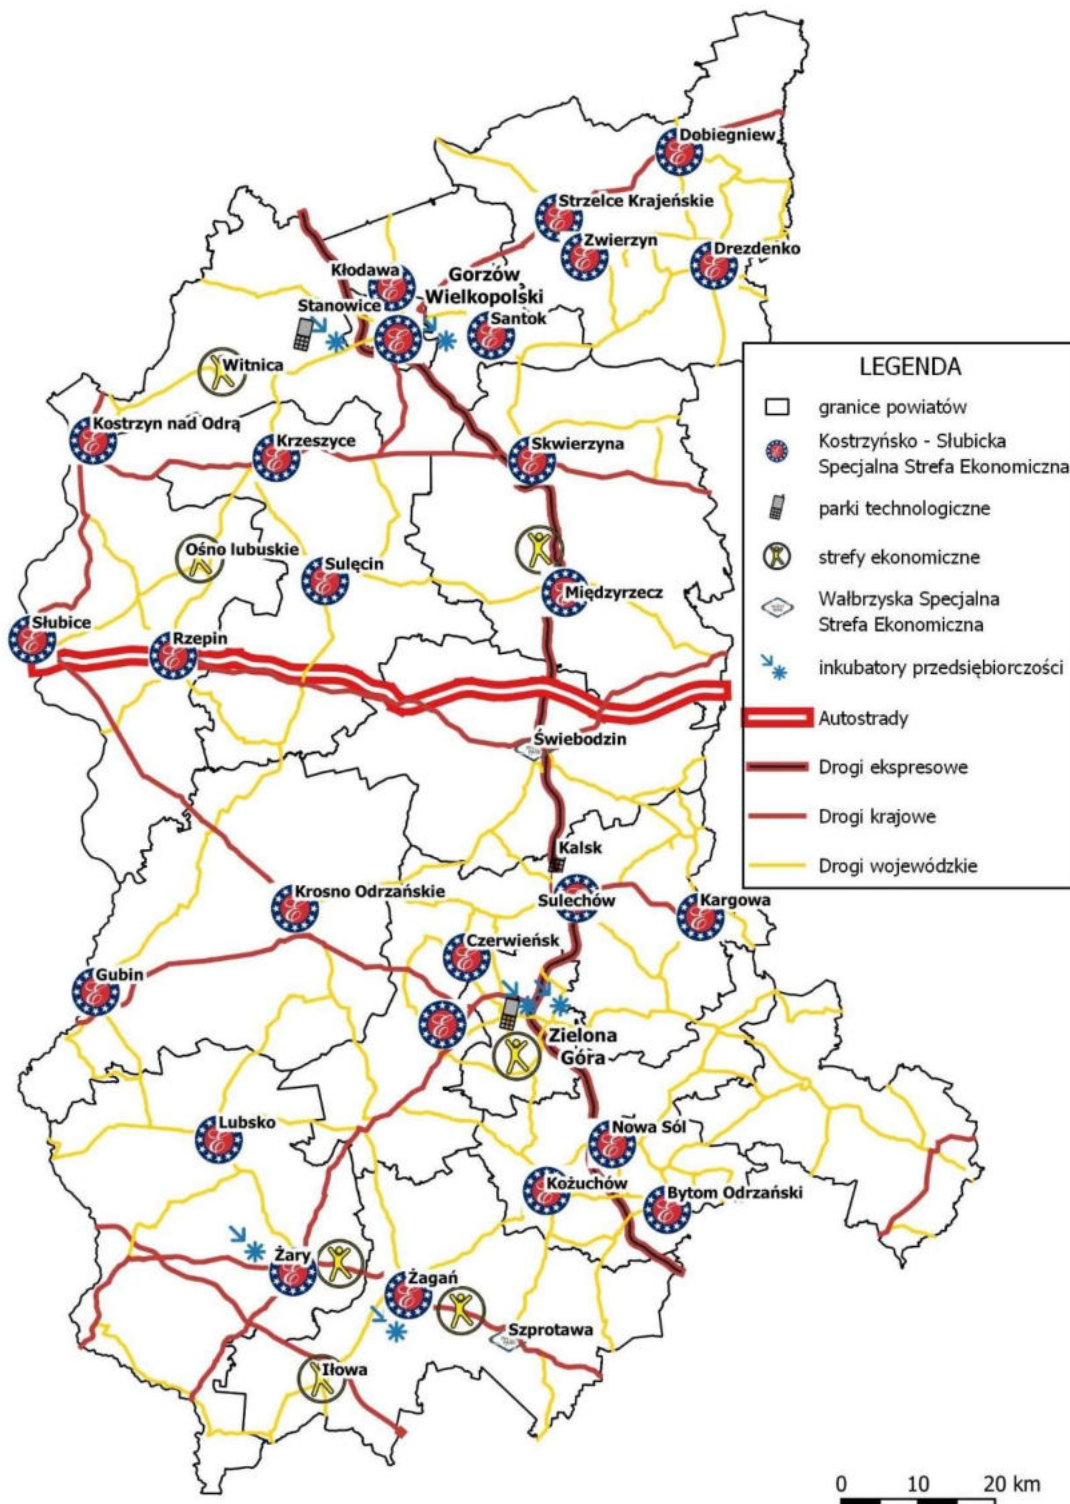 Dobiegniew
Strzelce Krajeńskie
Zwierzyn
Drezdenko
Kłodawa
Gorzów
Wielkopolski
Stanowice
Santok
Witnica
Kostrzyn nad Odrą
Krzeszyce
Skwierzyna
Ośno lubuskie
Sulęcin
Międzyrzecz
Słubice
Rzepin
Świebodzin
Kalsk
Krosno Odrzańskie
Sulechów
Kargowa
Czerwieńsk
Gubin
Zielona
Góra
Lubsko
Nowa Sól
Kożuchów
Bytom Odrzański
Żary
Żagań
Szprotawa
Iłowa
LEGENDA
granice powiatów
Kostrzyńsko - Słubicka
Specjalna Strefa Ekonomiczna
parki technologiczne
strefy ekonomiczne
Wałbrzyska Specjalna
Strefa Ekonomiczna
inkubatory przedsiębiorczości
Autostrady
Drogi ekspresowe
Drogi krajowe
Drogi wojewódzkie
0 10 20 km